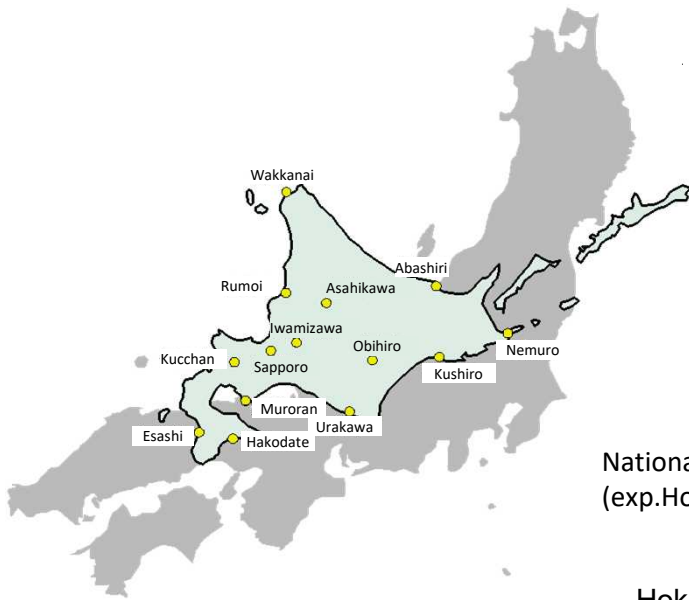 Wakkanai
Abashiri
Rumoi
Asahikawa
Iwamizawa
Nemuro
Obihiro
Kucchan
Sapporo
Kushiro
Muroran
Urakawa
Esashi
Hakodate
Nationa
(exp.Ho
Hok